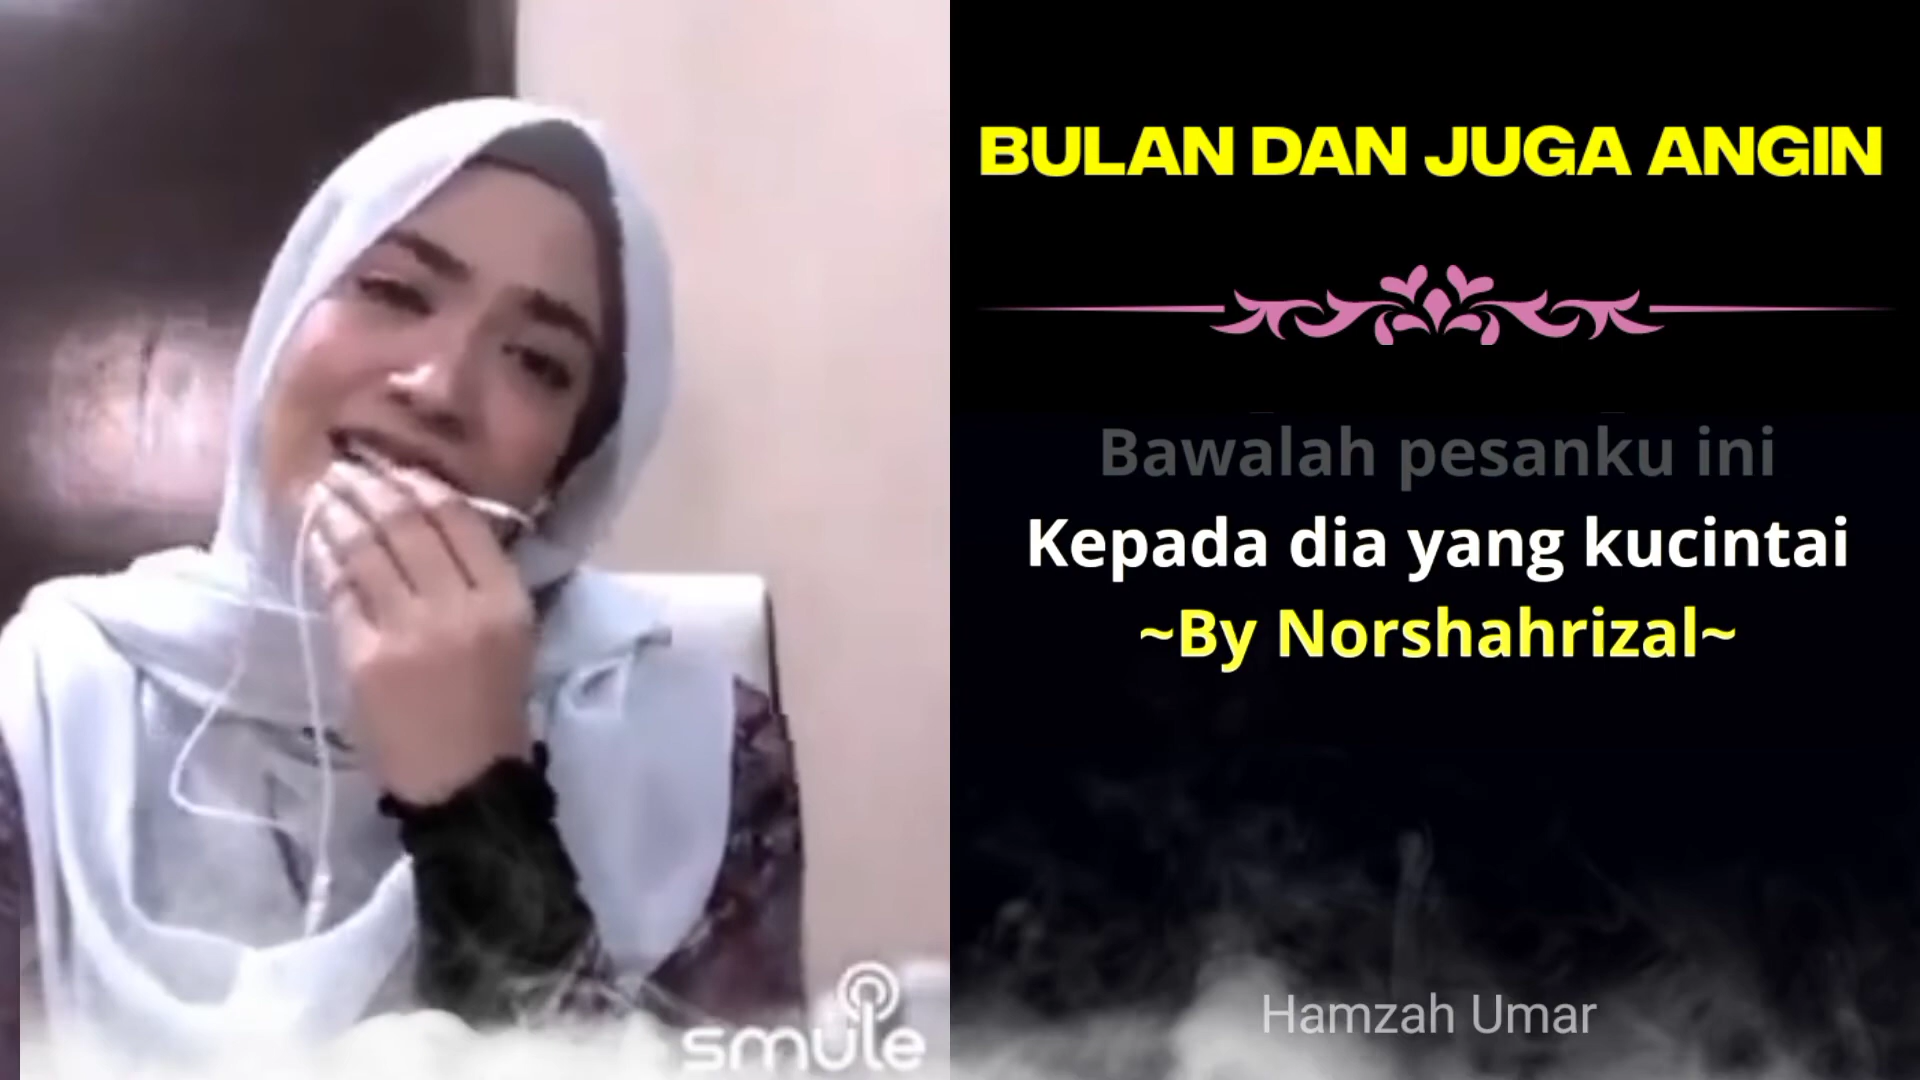 BULAN DAN JUGA ANGIN
Bawalah pesanku ini
Kepada dia yang kucintai
~By Norshahrizal~
Hamzah Umar
smule